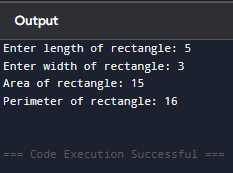 Output
Enter length of rectangle: 5
Enter width of rectangle: 3
Area of rectangle: 15
Perimeter of rectangle: 16
=== Code Execution Successful ===